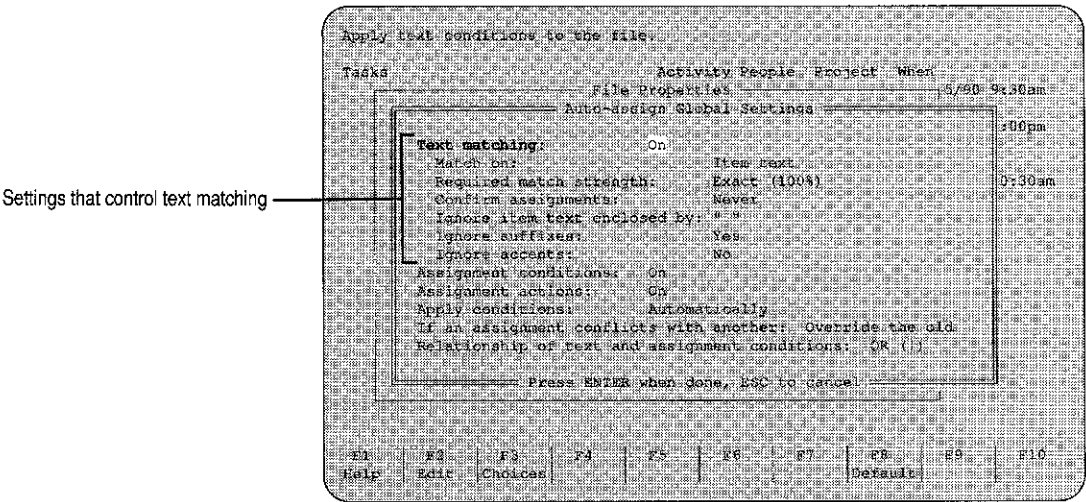 Apply text conditions to the file.
Tasks Activity People Project When
File Properties 5/90 9:30am
Auto-assign Global Settings
:00pm
Text matching: On
Match on: Item text
Required match strength: Exact (100%) 0:30am
Settings that control text matching
Confirm assignments: Never
Ignore item text enclosed by: " "
Ignore suffixes: Yes
Ignore accents: No
Assignment conditions: On
Assignment actions: On
Apply conditions: Automatically
If an assignment conflicts with another: Override the old
Relationship of text and assignment conditions: OR (|)
Press ENTER when done, ESC to cancel
F1 F2 F3 F4 F5 F6 F7 F8 F9 F10
Help Edit Choices Default